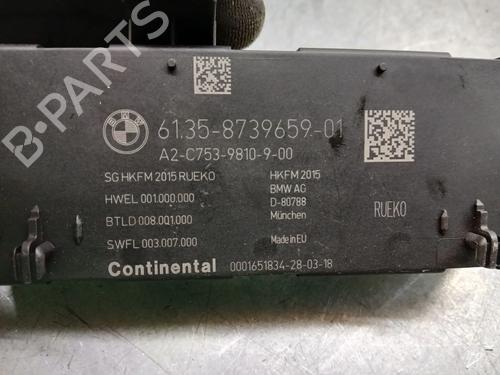 B-PARTS
BMW
61.35-8739659.-01
A2-C753-9810-9-00
SG HKFM 2015 RUEKO
HWEL 001.000.000
BTLD 008.001.000
SWFL 003.007.000
HKFM 2015
BMW AG
D-80788
München
Made in EU
RUEKO
Continental 0001651834-28-03-18